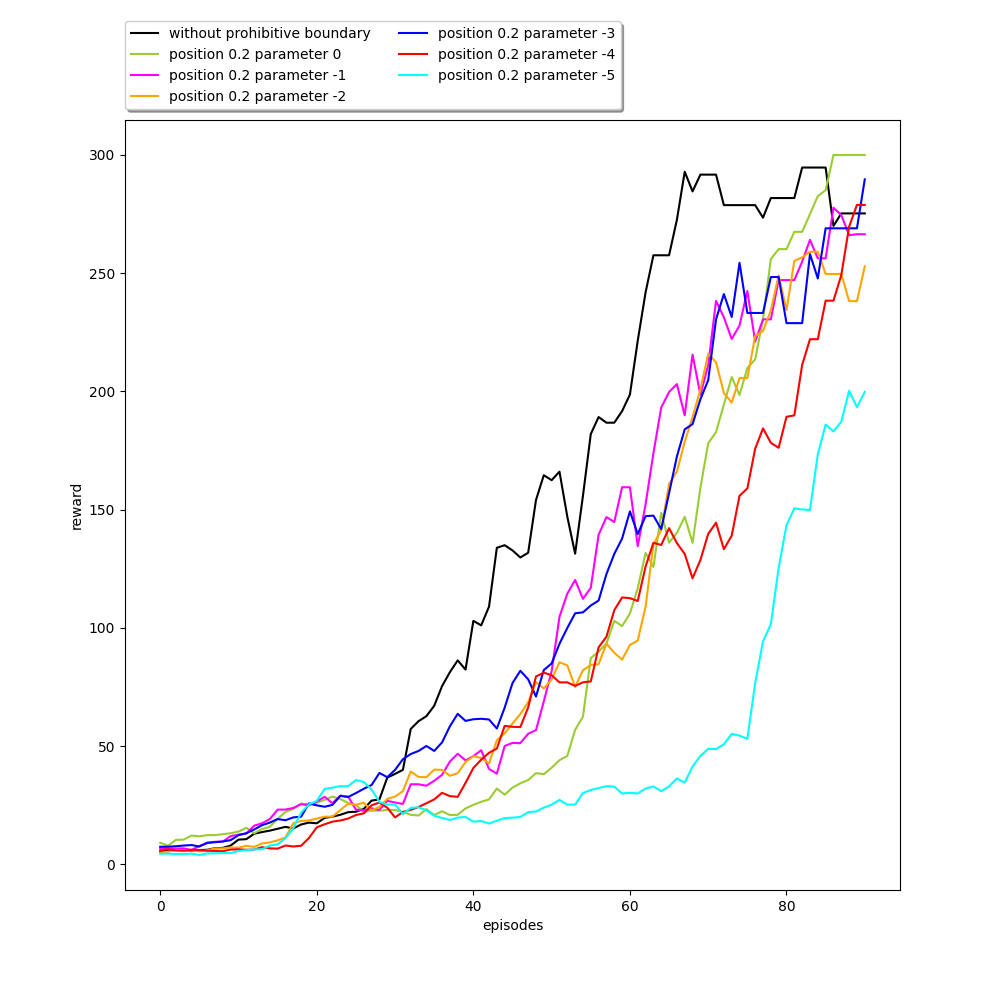 without prohibitive boundary
position 0.2 parameter 0
position 0.2 parameter -1
position 0.2 parameter -2
position 0.2 parameter -3
position 0.2 parameter -4
position 0.2 parameter -5
300
250
200
150
100
50
0
reward
0 20 40 60 80
episodes